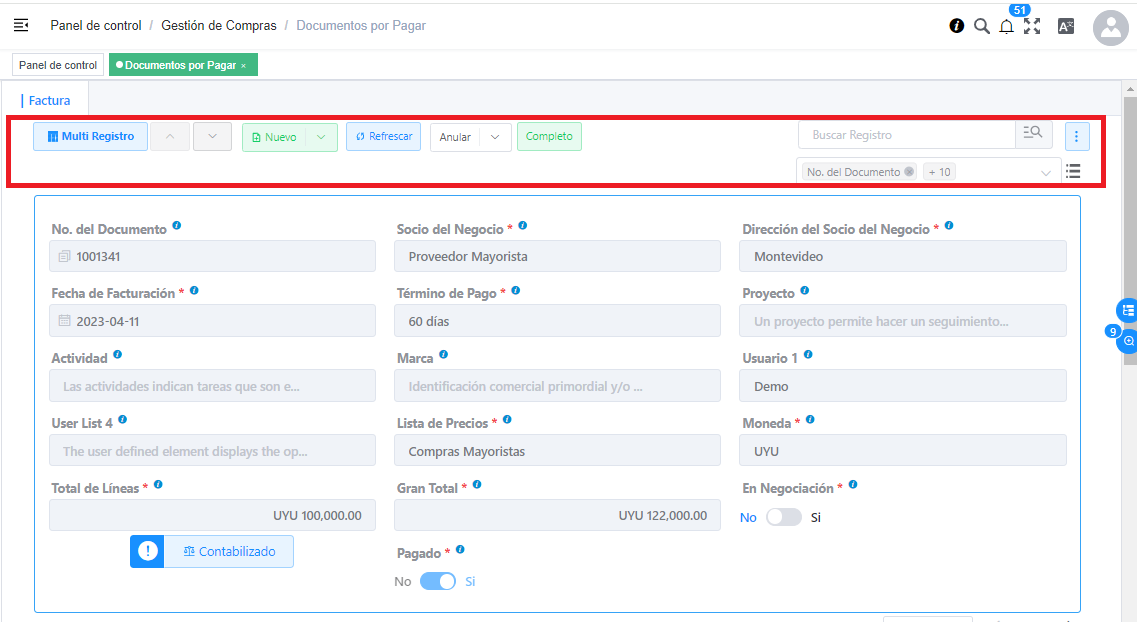 Panel de control / Gestión de Compras / Documentos por Pagar
51
Panel de control
Documentos por Pagar ×
Factura
Multi Registro
Nuevo
Refrescar
Anular
Completo
Buscar Registro
No. del Documento
+ 10
No. del Documento
Socio del Negocio *
Dirección del Socio del Negocio *
1001341
Proveedor Mayorista
Montevideo
Fecha de Facturación *
Término de Pago *
Proyecto
2023-04-11
60 días
Un proyecto permite hacer un seguimiento...
9
Actividad
Marca
Usuario 1
Las actividades indican tareas que son e...
Identificación comercial primordial y/o ...
Demo
User List 4
Lista de Precios *
Moneda *
The user defined element displays the op...
Compras Mayoristas
UYU
Total de Líneas *
Gran Total *
En Negociación *
UYU 100,000.00
UYU 122,000.00
No Si
Contabilizado
Pagado *
No Si